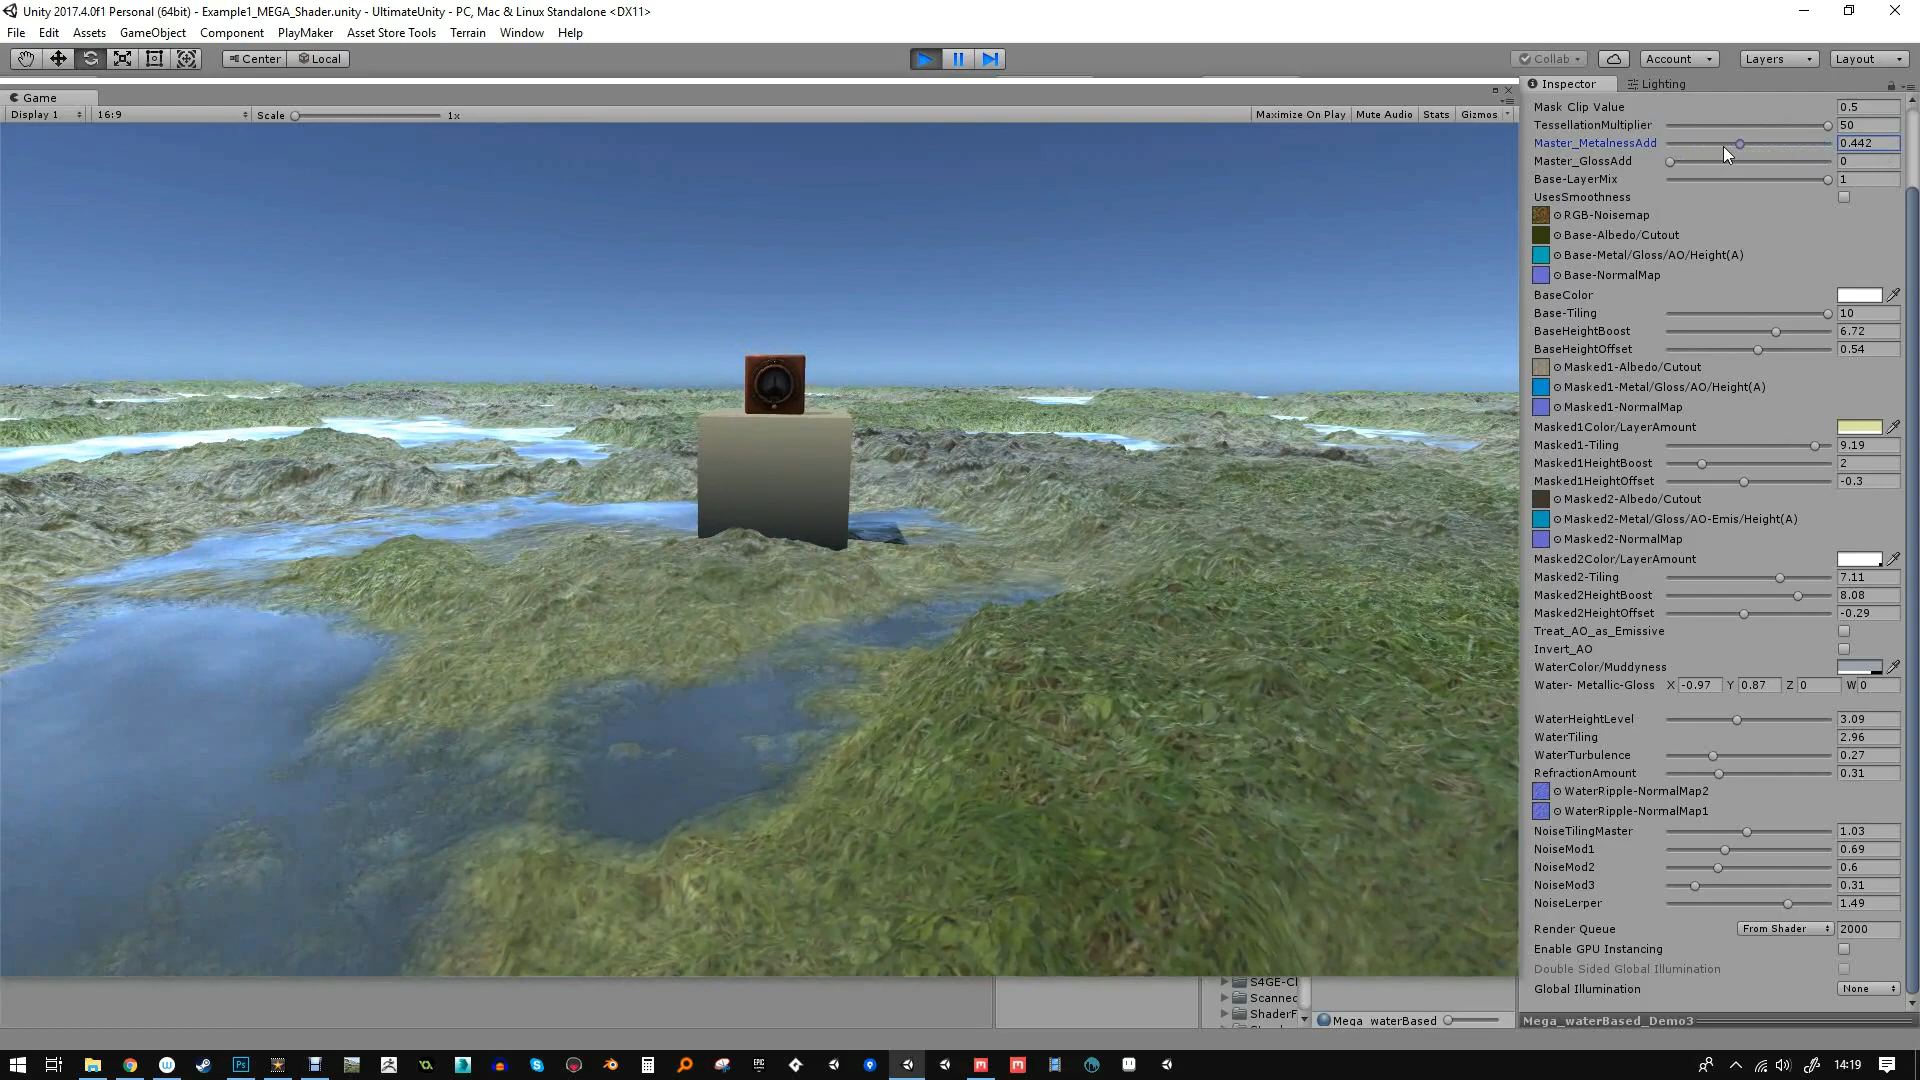 Unity 2017.4.0f1 Personal (64bit) - Example1_MEGA_Shader.unity - UltimateUnity - PC, Mac & Linux Standalone <DX11>
File Edit Assets GameObject Component PlayMaker Asset Store Tools Terrain Window Help
Center Local Collab Account Layers Layout
Game
Display 1 16:9 Scale 1x Maximize On Play Mute Audio Stats Gizmos
Inspector Lighting
Mask Clip Value 0.5
TessellationMultiplier 50
Master_MetalnessAdd 0.442
Master_GlossAdd 0
Base-LayerMix 1
UsesSmoothness
RGB-Noisemap
Base-Albedo/Cutout
Base-Metal/Gloss/AO/Height(A)
Base-NormalMap
BaseColor
Base-Tiling 10
BaseHeightBoost 6.72
BaseHeightOffset 0.54
Masked1-Albedo/Cutout
Masked1-Metal/Gloss/AO/Height(A)
Masked1-NormalMap
Masked1Color/LayerAmount
Masked1-Tiling 9.19
Masked1HeightBoost 2
Masked1HeightOffset -0.3
Masked2-Albedo/Cutout
Masked2-Metal/Gloss/AO-Emis/Height(A)
Masked2-NormalMap
Masked2Color/LayerAmount
Masked2-Tiling 7.11
Masked2HeightBoost 8.08
Masked2HeightOffset -0.29
Treat_AO_as_Emissive
Invert_AO
WaterColor/Muddyness
Water- Metallic-Gloss X -0.97 Y 0.87 Z 0 W 0
WaterHeightLevel 3.09
WaterTiling 2.96
WaterTurbulence 0.27
RefractionAmount 0.31
WaterRipple-NormalMap2
WaterRipple-NormalMap1
NoiseTilingMaster 1.03
NoiseMod1 0.69
NoiseMod2 0.6
NoiseMod3 0.31
NoiseLerper 1.49
Render Queue From Shader 2000
Enable GPU Instancing
Double Sided Global Illumination
Global Illumination None
S4GE-Cl
Scannec
ShaderF
Mega_waterBased
Mega_waterBased_Demo3
14:19